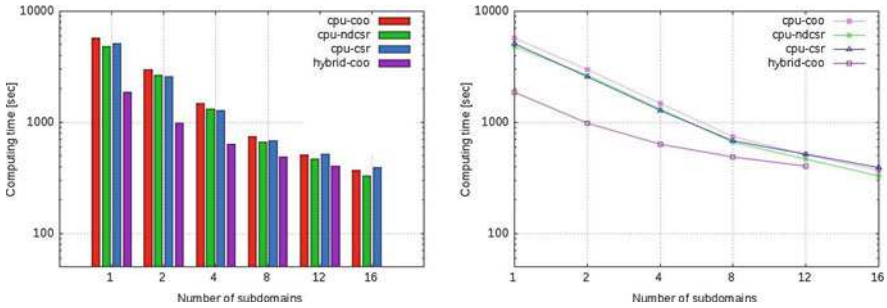 10000
1000
100
Computing time [sec]
cpu-coo
cpu-ndcsr
cpu-csr
hybrid-coo
1 2 4 8 12 16
Number of subdomains
10000
1000
100
Computing time [sec]
cpu-coo
cpu-ndcsr
cpu-csr
hybrid-coo
1 2 4 8 12 16
Number of subdomains